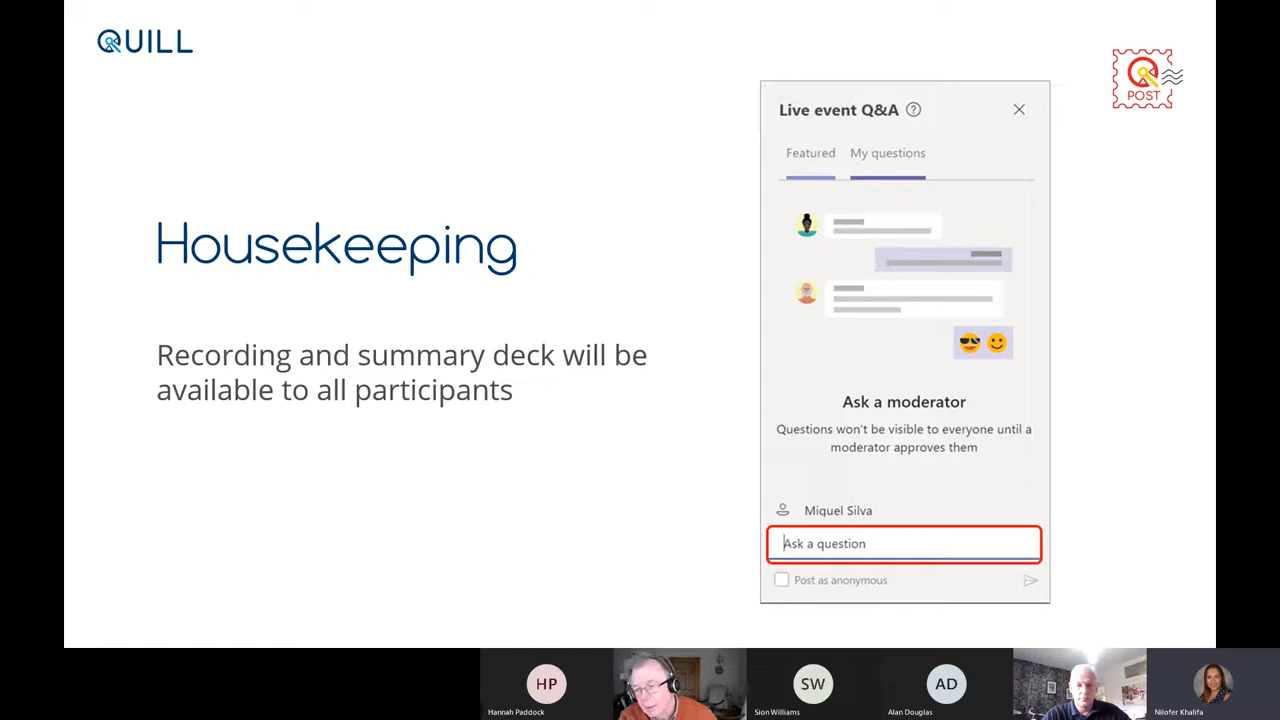 QUILL
POST
Housekeeping
Recording and summary deck will be
available to all participants
Live event Q&A ?
Featured My questions
Ask a moderator
Questions won't be visible to everyone until a
moderator approves them
Miquel Silva
Ask a question
Post as anonymous
HP
SW
AD
Hannah Paddock
Sion Williams
Alan Douglas
Nilofer Khalifa